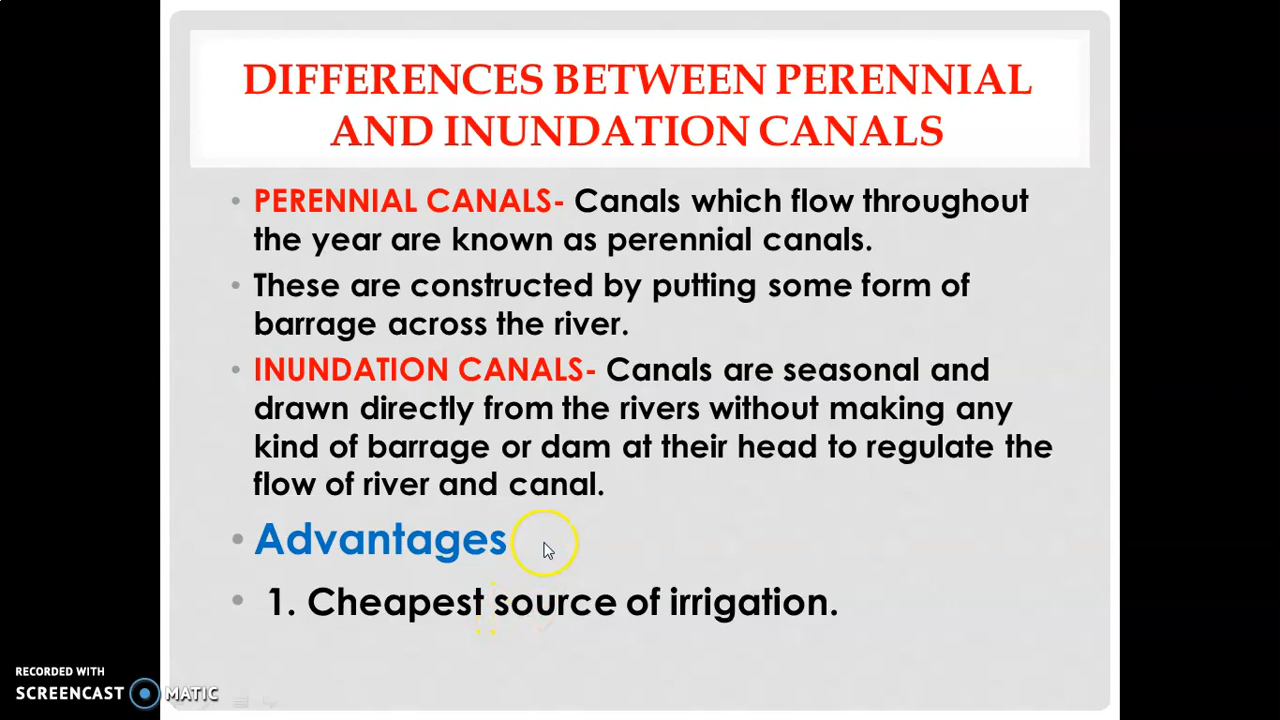 DIFFERENCES BETWEEN PERENNIAL
AND INUNDATION CANALS
• PERENNIAL CANALS- Canals which flow throughout
the year are known as perennial canals.
• These are constructed by putting some form of
barrage across the river.
• INUNDATION CANALS- Canals are seasonal and
drawn directly from the rivers without making any
kind of barrage or dam at their head to regulate the
flow of river and canal.
• Advantages
• 1. Cheapest source of irrigation.
RECORDED WITH
SCREENCAST MATIC